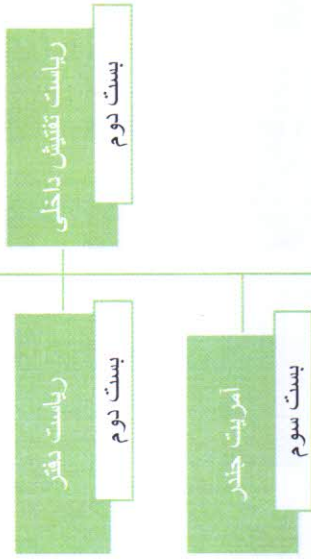 ریاست تفتیش داخلی
بست دوم
ریاست دفتر
بست دوم
آمریت جندر
بست سوم